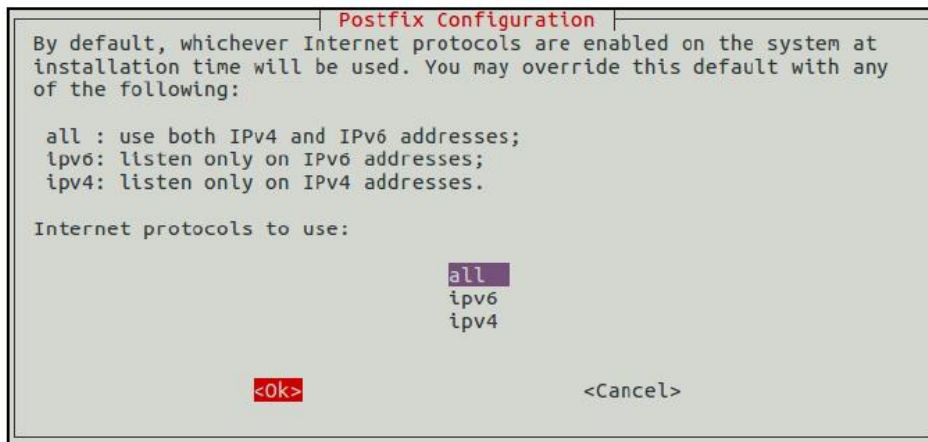 Postfix Configuration
By default, whichever Internet protocols are enabled on the system at
installation time will be used. You may override this default with any
of the following:
all : use both IPv4 and IPv6 addresses;
ipv6: listen only on IPv6 addresses;
ipv4: listen only on IPv4 addresses.
Internet protocols to use:
all
ipv6
ipv4
<Ok> <Cancel>